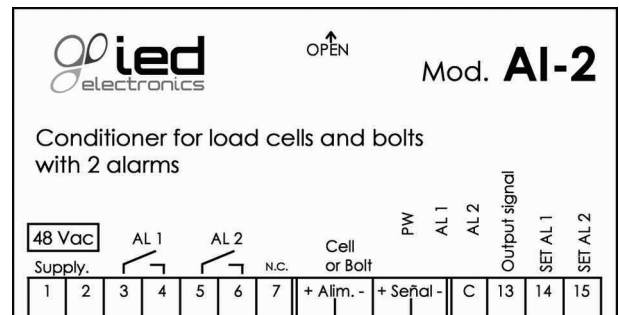 ied
electronics
OPEN
Mod. AI-2
Conditioner for load cells and bolts
with 2 alarms
48 Vac
Supply.
AL 1
AL 2
N.C.
Cell
or Bolt
PW
AL 1
AL 2
Output signal
SET AL 1
SET AL 2
1 2 3 4 5 6 7 + Alim. - + Señal - C 13 14 15